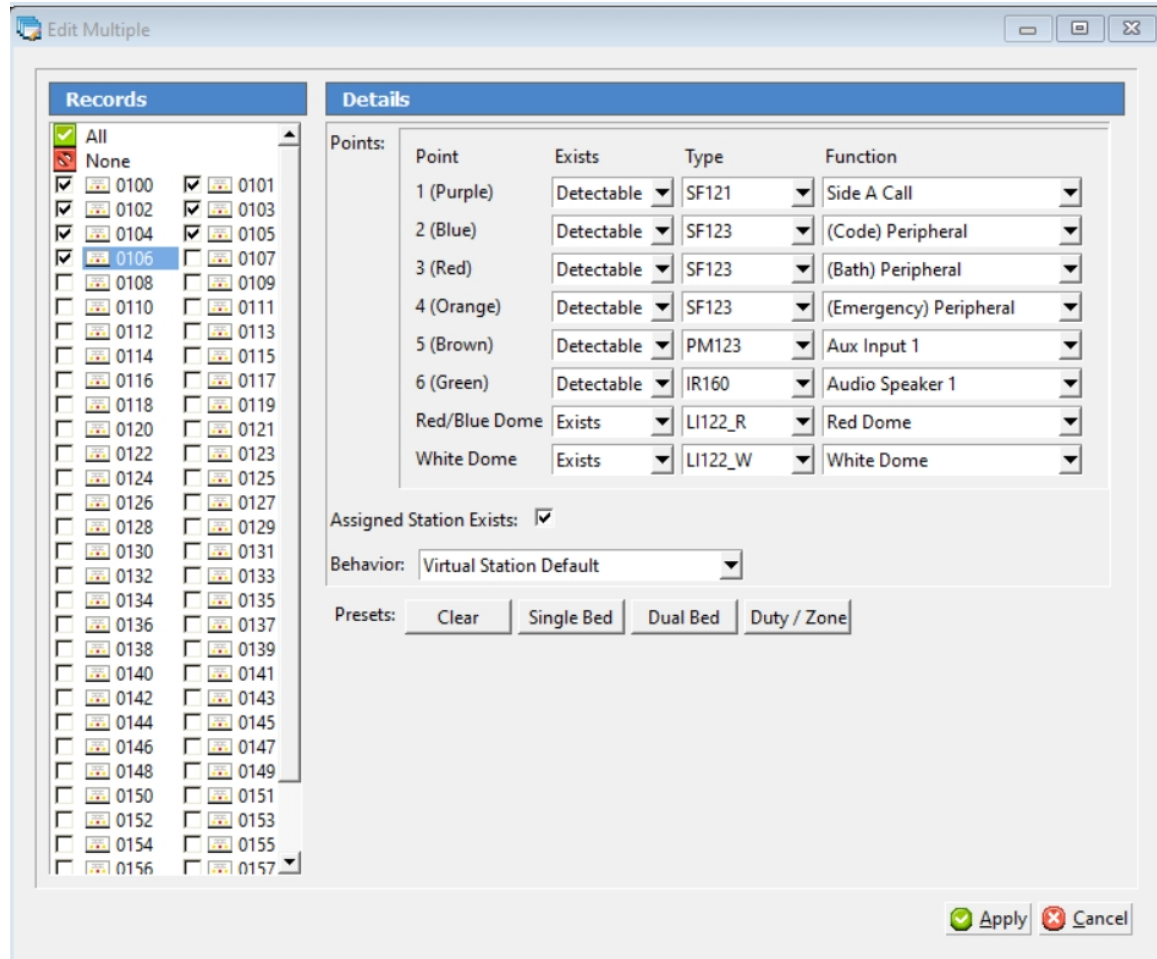 Edit Multiple
Records
All
None
0100 0101
0102 0103
0104 0105
0106 0107
0108 0109
0110 0111
0112 0113
0114 0115
0116 0117
0118 0119
0120 0121
0122 0123
0124 0125
0126 0127
0128 0129
0130 0131
0132 0133
0134 0135
0136 0137
0138 0139
0140 0141
0142 0143
0144 0145
0146 0147
0148 0149
0150 0151
0152 0153
0154 0155
0156 0157
Details
Points:
Point Exists Type Function
1 (Purple) Detectable SF121 Side A Call
2 (Blue) Detectable SF123 (Code) Peripheral
3 (Red) Detectable SF123 (Bath) Peripheral
4 (Orange) Detectable SF123 (Emergency) Peripheral
5 (Brown) Detectable PM123 Aux Input 1
6 (Green) Detectable IR160 Audio Speaker 1
Red/Blue Dome Exists LI122_R Red Dome
White Dome Exists LI122_W White Dome
Assigned Station Exists:
Behavior: Virtual Station Default
Presets: Clear Single Bed Dual Bed Duty / Zone
Apply Cancel